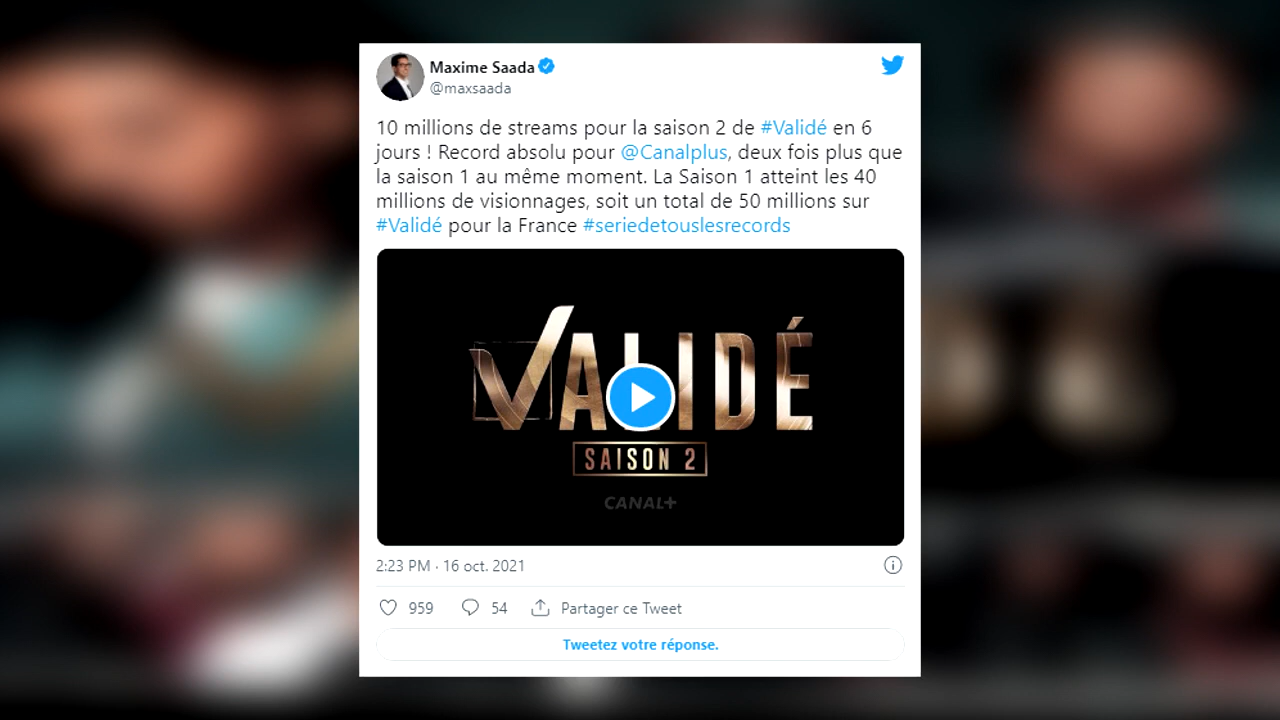 Maxime Saada
@maxsaada
10 millions de streams pour la saison 2 de #Validé en 6
jours ! Record absolu pour @Canalplus, deux fois plus que
la saison 1 au même moment. La Saison 1 atteint les 40
millions de visionnages, soit un total de 50 millions sur
#Validé pour la France #seriedetouslesrecords
VALIDÉ
SAISON 2
CANAL+
2:23 PM · 16 oct. 2021
959 54 Partager ce Tweet
Tweetez votre réponse.